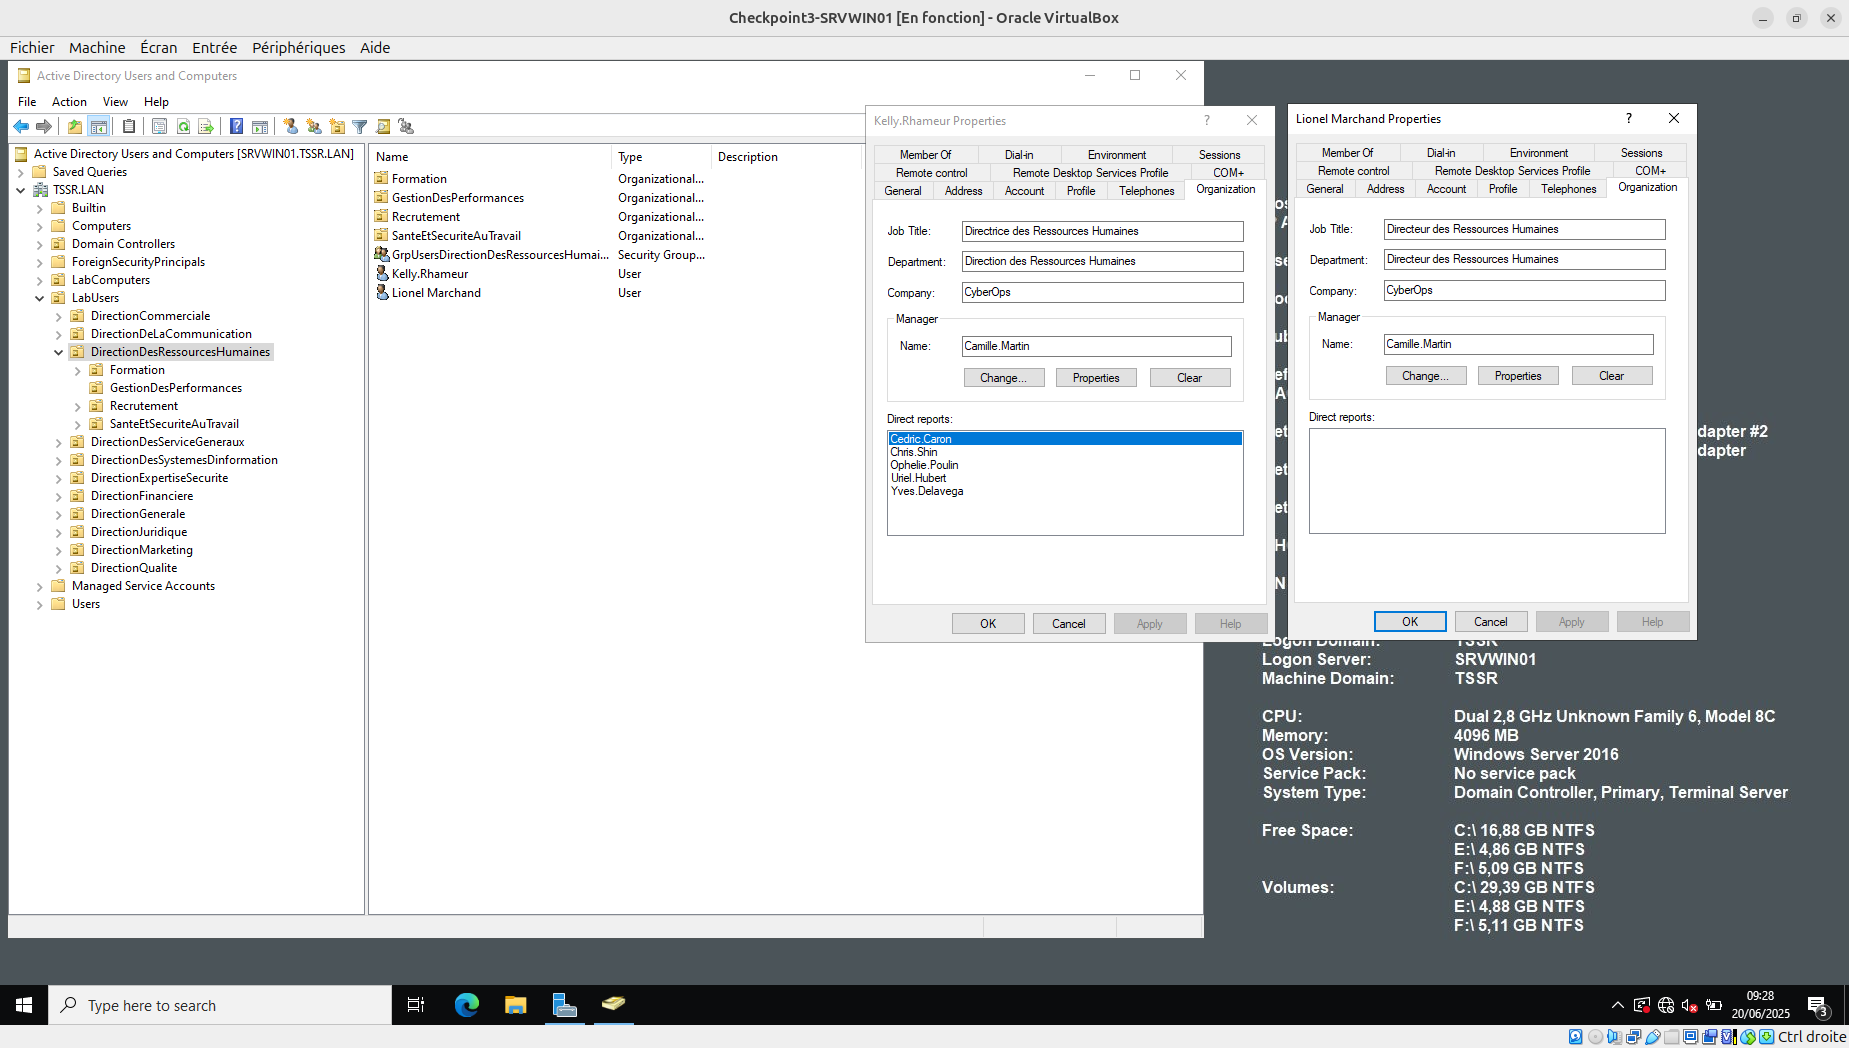 Checkpoint3-SRVWIN01 [En fonction] - Oracle VirtualBox
Fichier Machine Écran Entrée Périphériques Aide
Active Directory Users and Computers
File Action View Help
Active Directory Users and Computers [SRVWIN01.TSSR.LAN]
Saved Queries
TSSR.LAN
Builtin
Computers
Domain Controllers
ForeignSecurityPrincipals
LabComputers
LabUsers
DirectionCommerciale
DirectionDeLaCommunication
DirectionDesRessourcesHumaines
Formation
GestionDesPerformances
Recrutement
SanteEtSecuriteAuTravail
DirectionDesServiceGeneraux
DirectionDesSystemesDinformation
DirectionExpertiseSecurite
DirectionFinanciere
DirectionGenerale
DirectionJuridique
DirectionMarketing
DirectionQualite
Managed Service Accounts
Users
Name Type Description
Formation Organizational...
GestionDesPerformances Organizational...
Recrutement Organizational...
SanteEtSecuriteAuTravail Organizational...
GrpUsersDirectionDesRessourcesHumai... Security Group...
Kelly.Rhameur User
Lionel Marchand User
Kelly.Rhameur Properties ?
Member Of Dial-in Environment Sessions
Remote control Remote Desktop Services Profile COM+
General Address Account Profile Telephones Organization
Job Title: Directrice des Ressources Humaines
Department: Direction des Ressources Humaines
Company: CyberOps
Manager
Name: Camille.Martin
Change... Properties Clear
Direct reports:
Cedric.Caron
Chris.Shin
Ophelie.Poulin
Uriel.Hubert
Yves.Delavega
OK Cancel Apply Help
Lionel Marchand Properties ?
Member Of Dial-in Environment Sessions
Remote control Remote Desktop Services Profile COM+
General Address Account Profile Telephones Organization
Job Title: Directeur des Ressources Humaines
Department: Directeur des Ressources Humaines
Company: CyberOps
Manager
Name: Camille.Martin
Change... Properties Clear
Direct reports:
OK Cancel Apply Help
dapter #2
dapter
Logon Domain: TSSR
Logon Server: SRVWIN01
Machine Domain: TSSR
CPU: Dual 2,8 GHz Unknown Family 6, Model 8C
Memory: 4096 MB
OS Version: Windows Server 2016
Service Pack: No service pack
System Type: Domain Controller, Primary, Terminal Server
Free Space: C:\ 16,88 GB NTFS
E:\ 4,86 GB NTFS
F:\ 5,09 GB NTFS
Volumes: C:\ 29,39 GB NTFS
E:\ 4,88 GB NTFS
F:\ 5,11 GB NTFS
Type here to search
09:28
20/06/2025
3
Ctrl droite